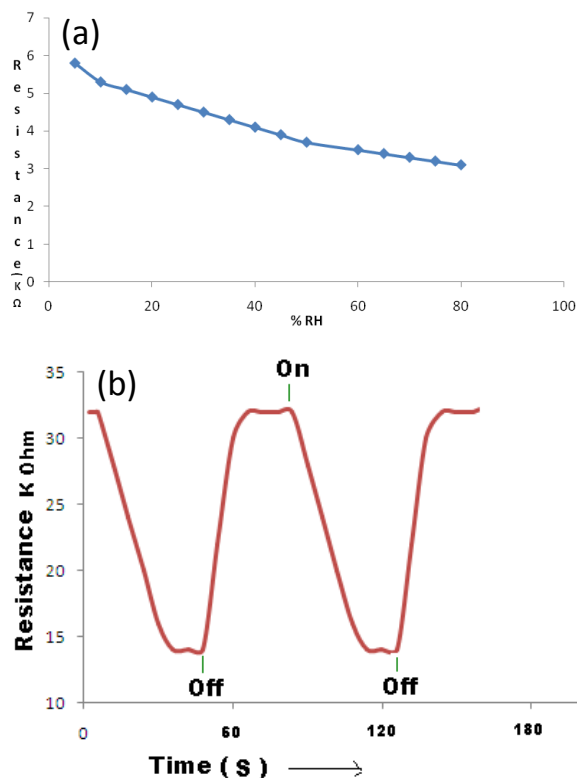 (a)
Resistance(KΩ
7
6
5
4
3
2
1
0
0 20 40 60 80 100
% RH
(b)
On
Resistance K Ohm
35
30
25
20
15
10
Off Off
0 60 120 180
Time ( S )